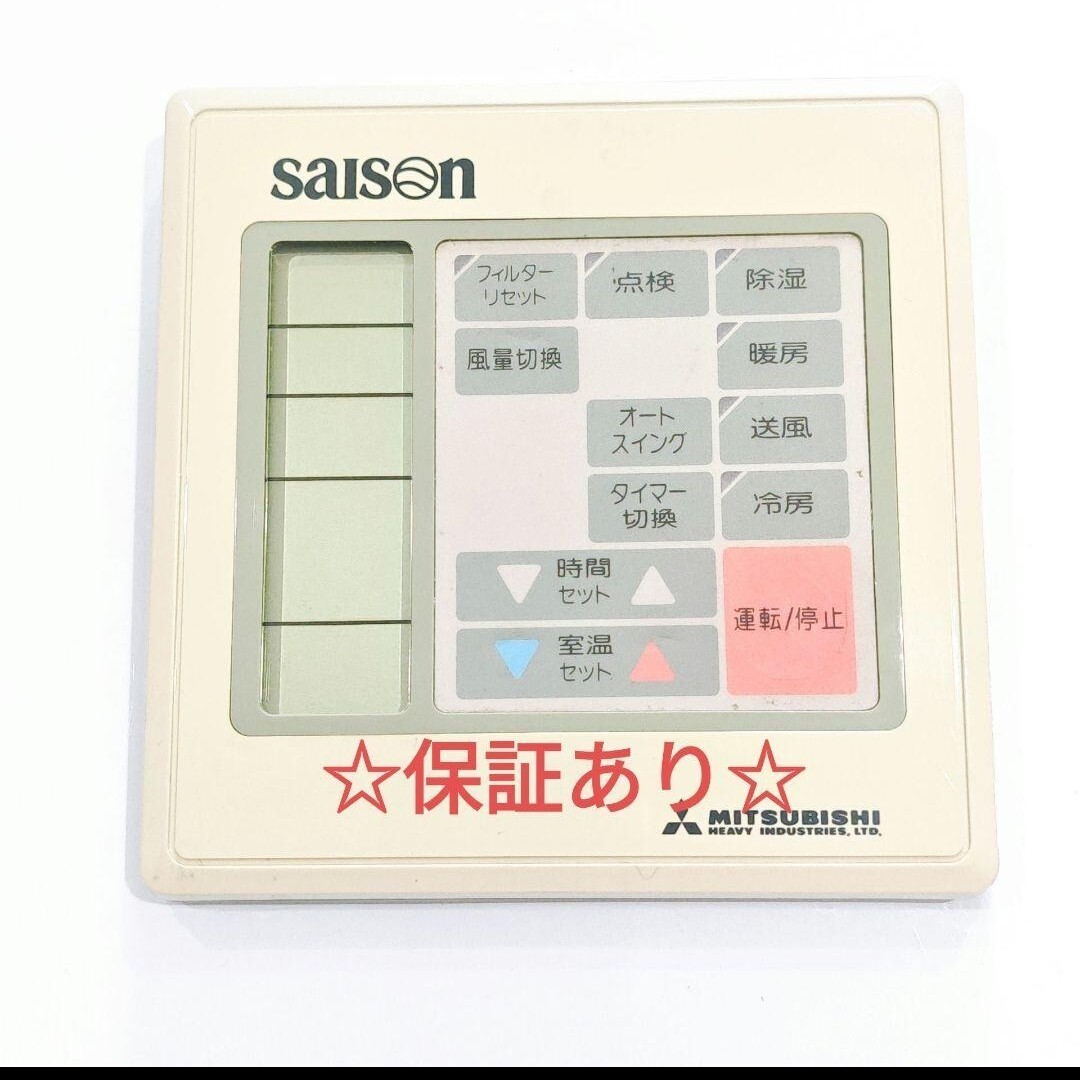 saison
フィルター
リセット
点検
除湿
風量切換
暖房
オート
スイング
送風
タイマー
切換
冷房
▽ 時間 △
セット
運転/停止
▼ 室温 ▲
セット
☆保証あり☆
MITSUBISHI
HEAVY INDUSTRIES, LTD.